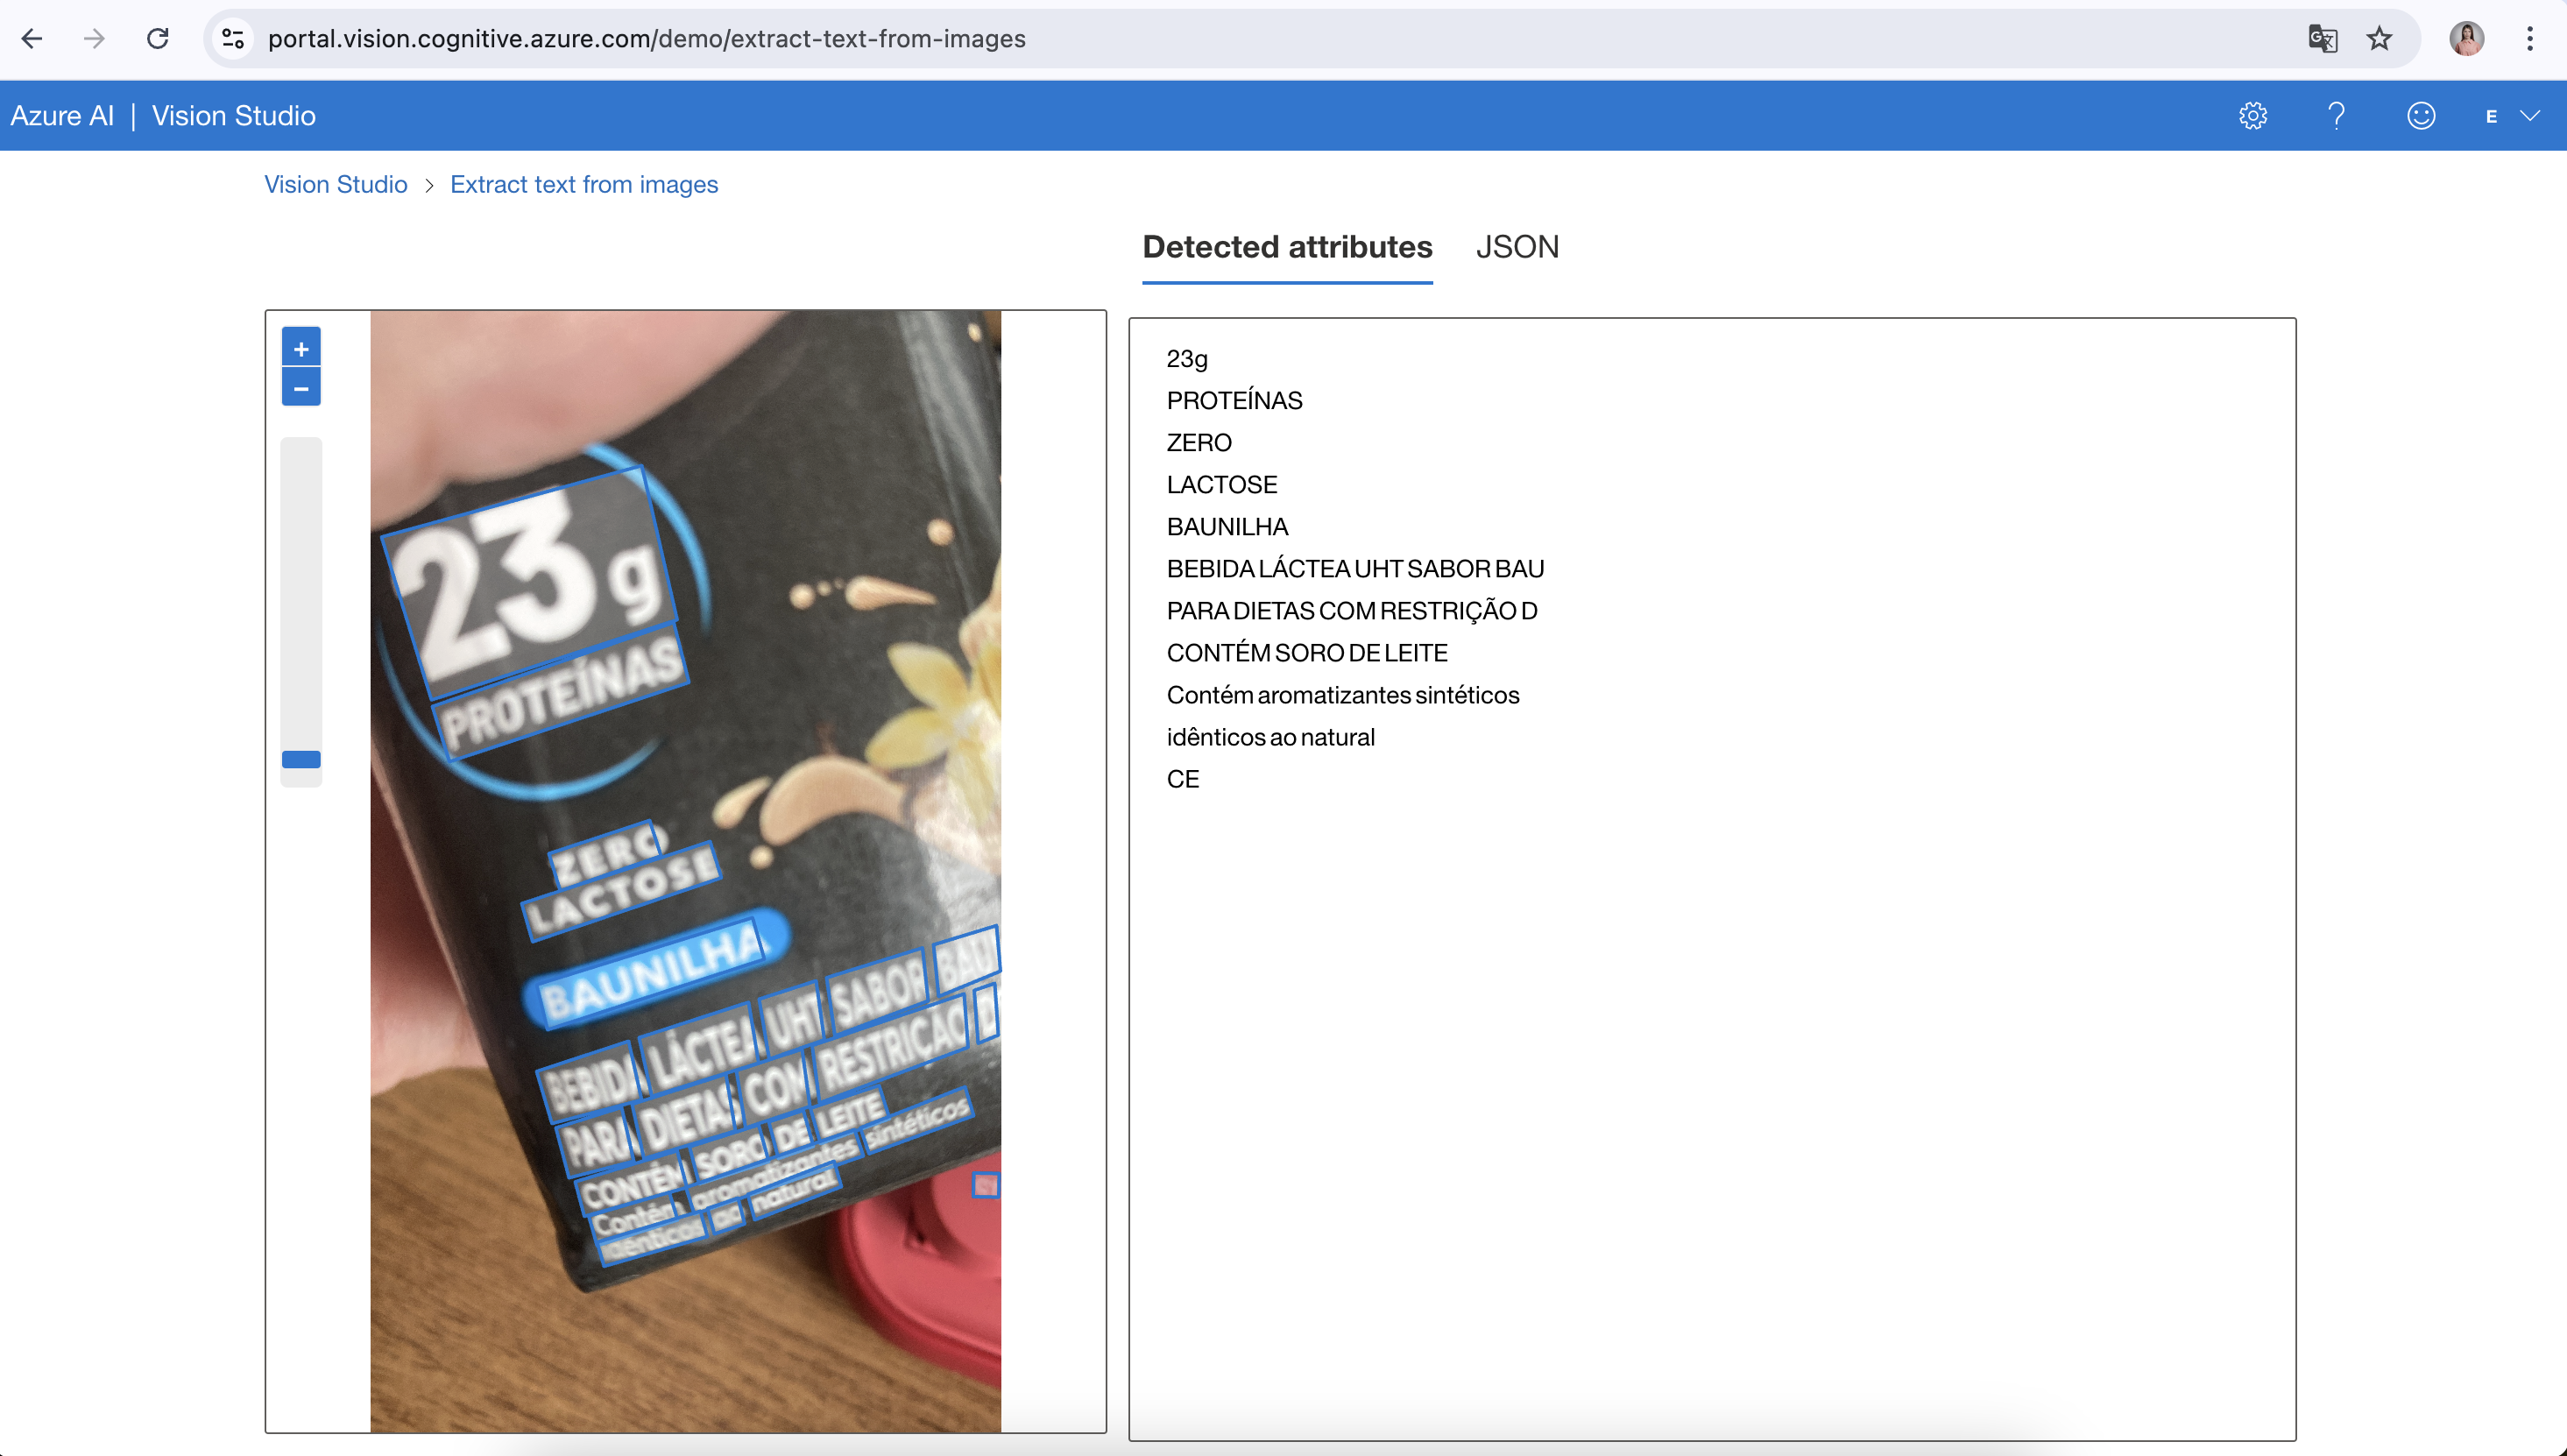 portal.vision.cognitive.azure.com/demo/extract-text-from-images
Azure AI | Vision Studio
E
Vision Studio > Extract text from images
Detected attributes
JSON
+
−
23g
PROTEÍNAS
ZERO
LACTOSE
BAUNILHA
BEBIDA LÁCTEA UHT SABOR BAU
PARA DIETAS COM RESTRIÇÃO D
CONTÉM SORO DE LEITE
Contém aromatizantes sintéticos
idênticos ao natural
23g
PROTEÍNAS
ZERO
LACTOSE
BAUNILHA
BEBIDA LÁCTEA UHT SABOR BAU
PARA DIETAS COM RESTRIÇÃO D
CONTÉM SORO DE LEITE
Contém aromatizantes sintéticos
idênticos ao natural
CE